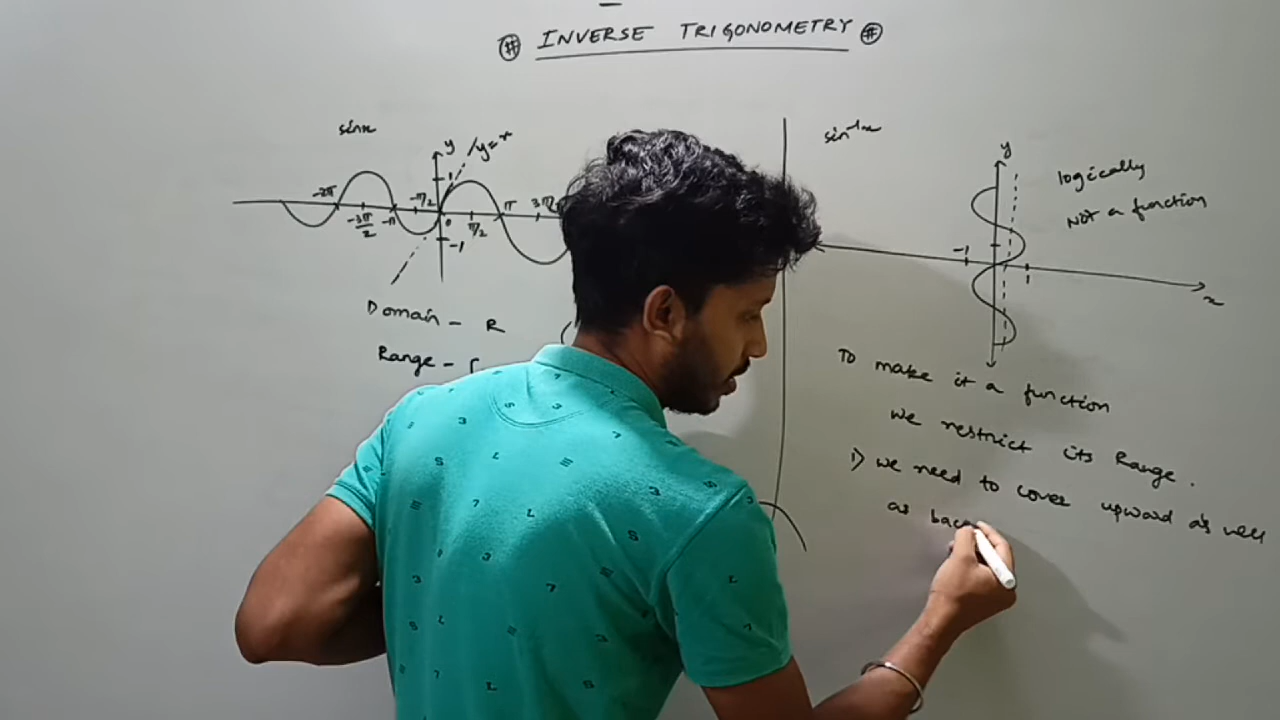 # INVERSE TRIGONOMETRY #
sinx
y
y=x
1
-2π
-3π/2
-π
-π/2
0
π/2
π
3π/2
-1
Domain - R
Range - [
sin⁻¹x
y
logically
NOT a function
-1
1
x
To make it a function
we restrict its Range.
1) we need to cover upward as well
as bac